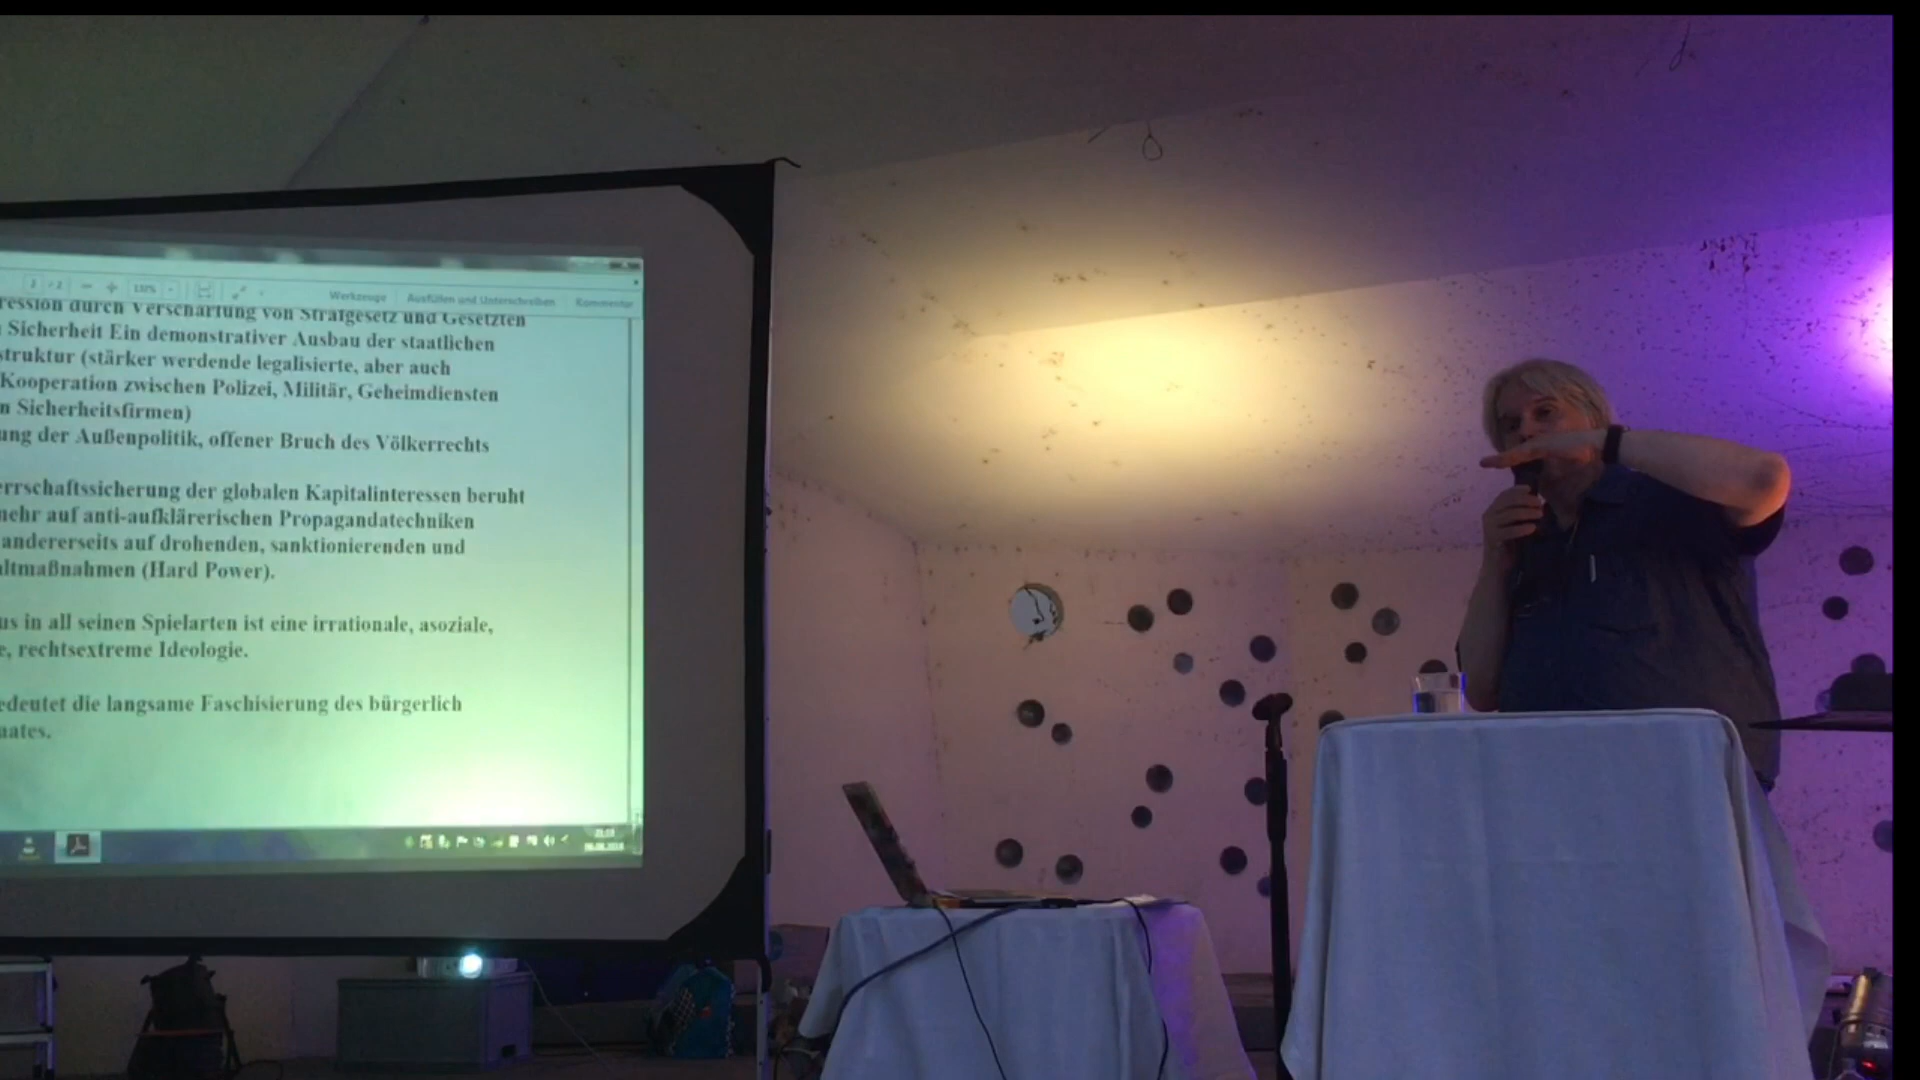 132%
Werkzeuge Ausfüllen und Unterschreiben Kommentar
ression durch Verschärfung von Strafgesetz und Gesetzten
Sicherheit Ein demonstrativer Ausbau der staatlichen
struktur (stärker werdende legalisierte, aber auch
Kooperation zwischen Polizei, Militär, Geheimdiensten
n Sicherheitsfirmen)
ung der Außenpolitik, offener Bruch des Völkerrechts
errschaftssicherung der globalen Kapitalinteressen beruht
mehr auf anti-aufklärerischen Propagandatechniken
andererseits auf drohenden, sanktionierenden und
altmaßnahmen (Hard Power).
us in all seinen Spielarten ist eine irrationale, asoziale,
e, rechtsextreme Ideologie.
edeutet die langsame Faschisierung des bürgerlich
aates.